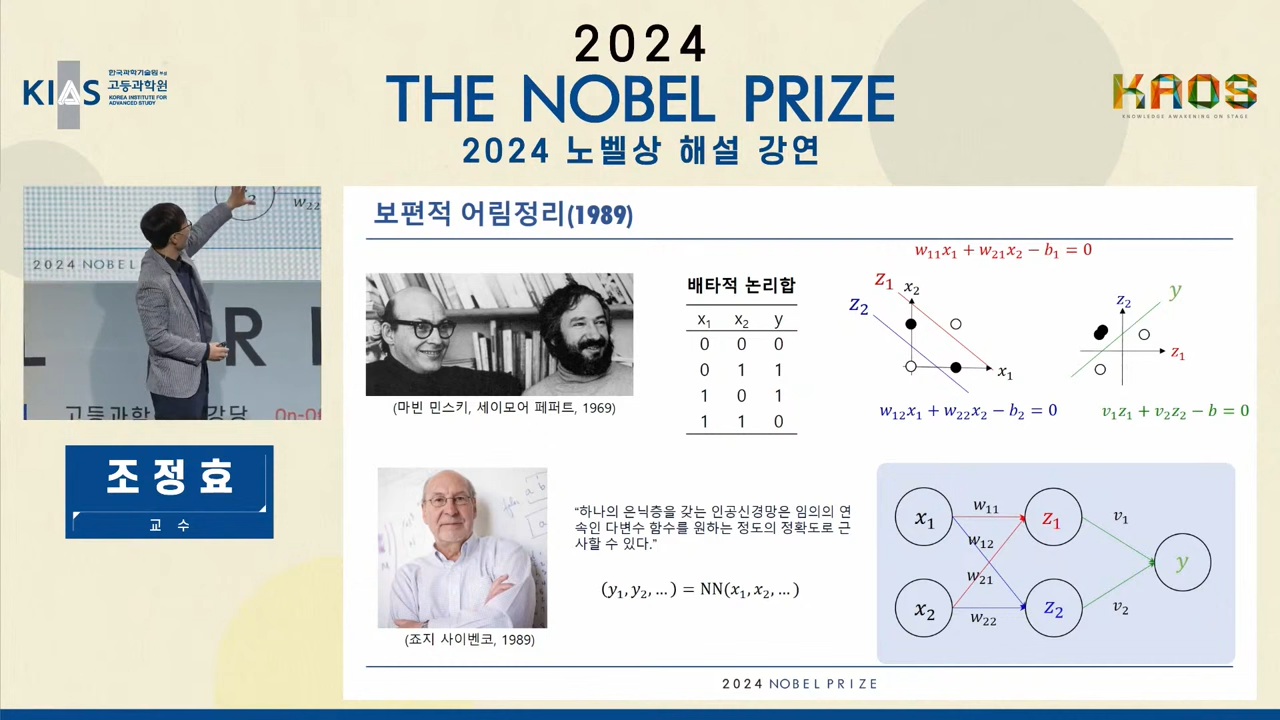 2024
THE NOBEL PRIZE
2024 노벨상 해설 강연
KIAS
한국과학기술원 부설
고등과학원
KOREA INSTITUTE FOR
ADVANCED STUDY
KAOS
KNOWLEDGE AWAKENING ON STAGE
w₂₂
2024 NOBEL
R
고등과학
강당
조정효
교 수
보편적 어림정리(1989)
(마빈 민스키, 세이모어 페퍼트, 1969)
배타적 논리합
x₁ x₂ y
0 0 0
0 1 1
1 0 1
1 1 0
w₁₁x₁ + w₂₁x₂ − b₁ = 0
z₁
x₂
z₂
x₁
w₁₂x₁ + w₂₂x₂ − b₂ = 0
z₂
y
z₁
v₁z₁ + v₂z₂ − b = 0
(죠지 사이벤코, 1989)
“하나의 은닉층을 갖는 인공신경망은 임의의 연
속인 다변수 함수를 원하는 정도의 정확도로 근
사할 수 있다.”
(y₁, y₂, … ) = NN(x₁, x₂, … )
x₁
w₁₁
z₁
v₁
w₁₂
y
w₂₁
x₂
w₂₂
z₂
v₂
2024 NOBEL PRIZE